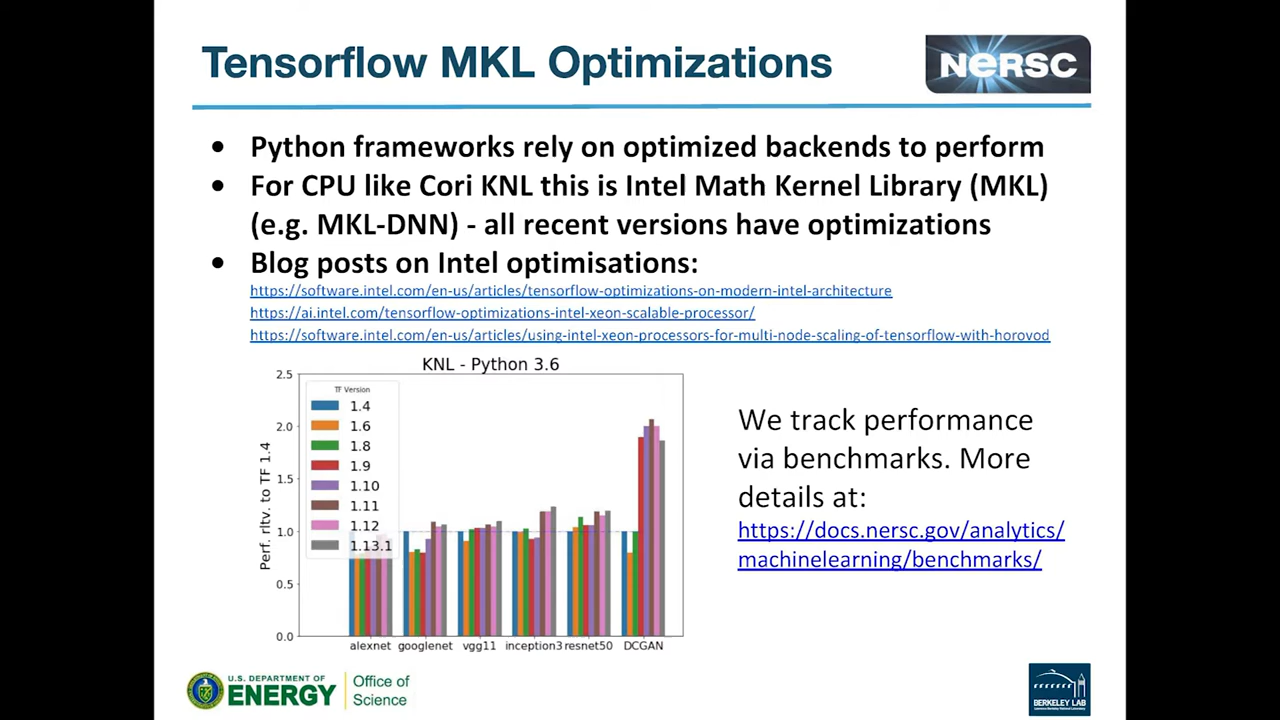 Tensorflow MKL Optimizations
NERSC
• Python frameworks rely on optimized backends to perform
• For CPU like Cori KNL this is Intel Math Kernel Library (MKL)
(e.g. MKL-DNN) - all recent versions have optimizations
• Blog posts on Intel optimisations:
https://software.intel.com/en-us/articles/tensorflow-optimizations-on-modern-intel-architecture
https://ai.intel.com/tensorflow-optimizations-intel-xeon-scalable-processor/
https://software.intel.com/en-us/articles/using-intel-xeon-processors-for-multi-node-scaling-of-tensorflow-with-horovod
KNL - Python 3.6
Perf. rltv. to TF 1.4
2.5
2.0
1.5
1.0
0.5
0.0
TF Version
1.4
1.6
1.8
1.9
1.10
1.11
1.12
1.13.1
alexnet googlenet vgg11 inception3 resnet50 DCGAN
We track performance
via benchmarks. More
details at:
https://docs.nersc.gov/analytics/
machinelearning/benchmarks/
U.S. DEPARTMENT OF
ENERGY
Office of
Science
BERKELEY LAB